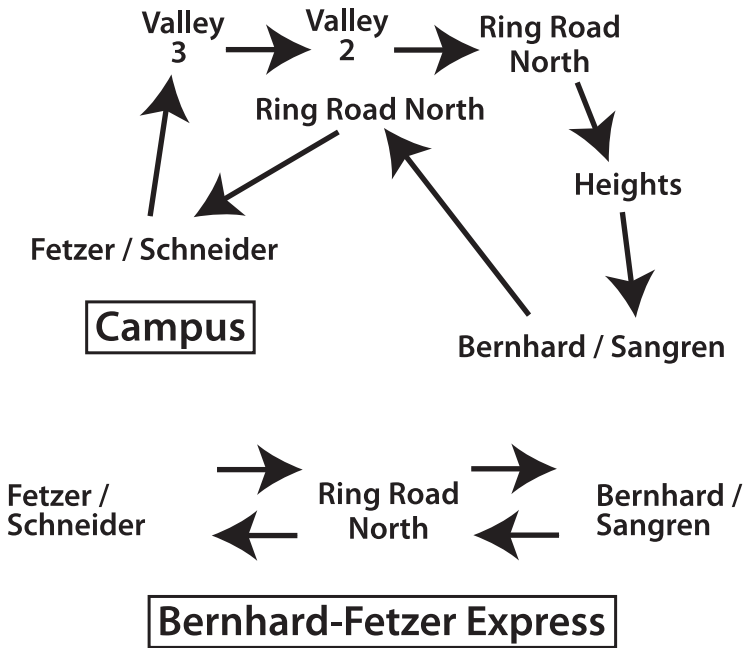 Valley
3
Valley
2
Ring Road
North
Ring Road North
Heights
Fetzer / Schneider
Campus
Bernhard / Sangren
Fetzer /
Schneider
Ring Road
North
Bernhard /
Sangren
Bernhard-Fetzer Express